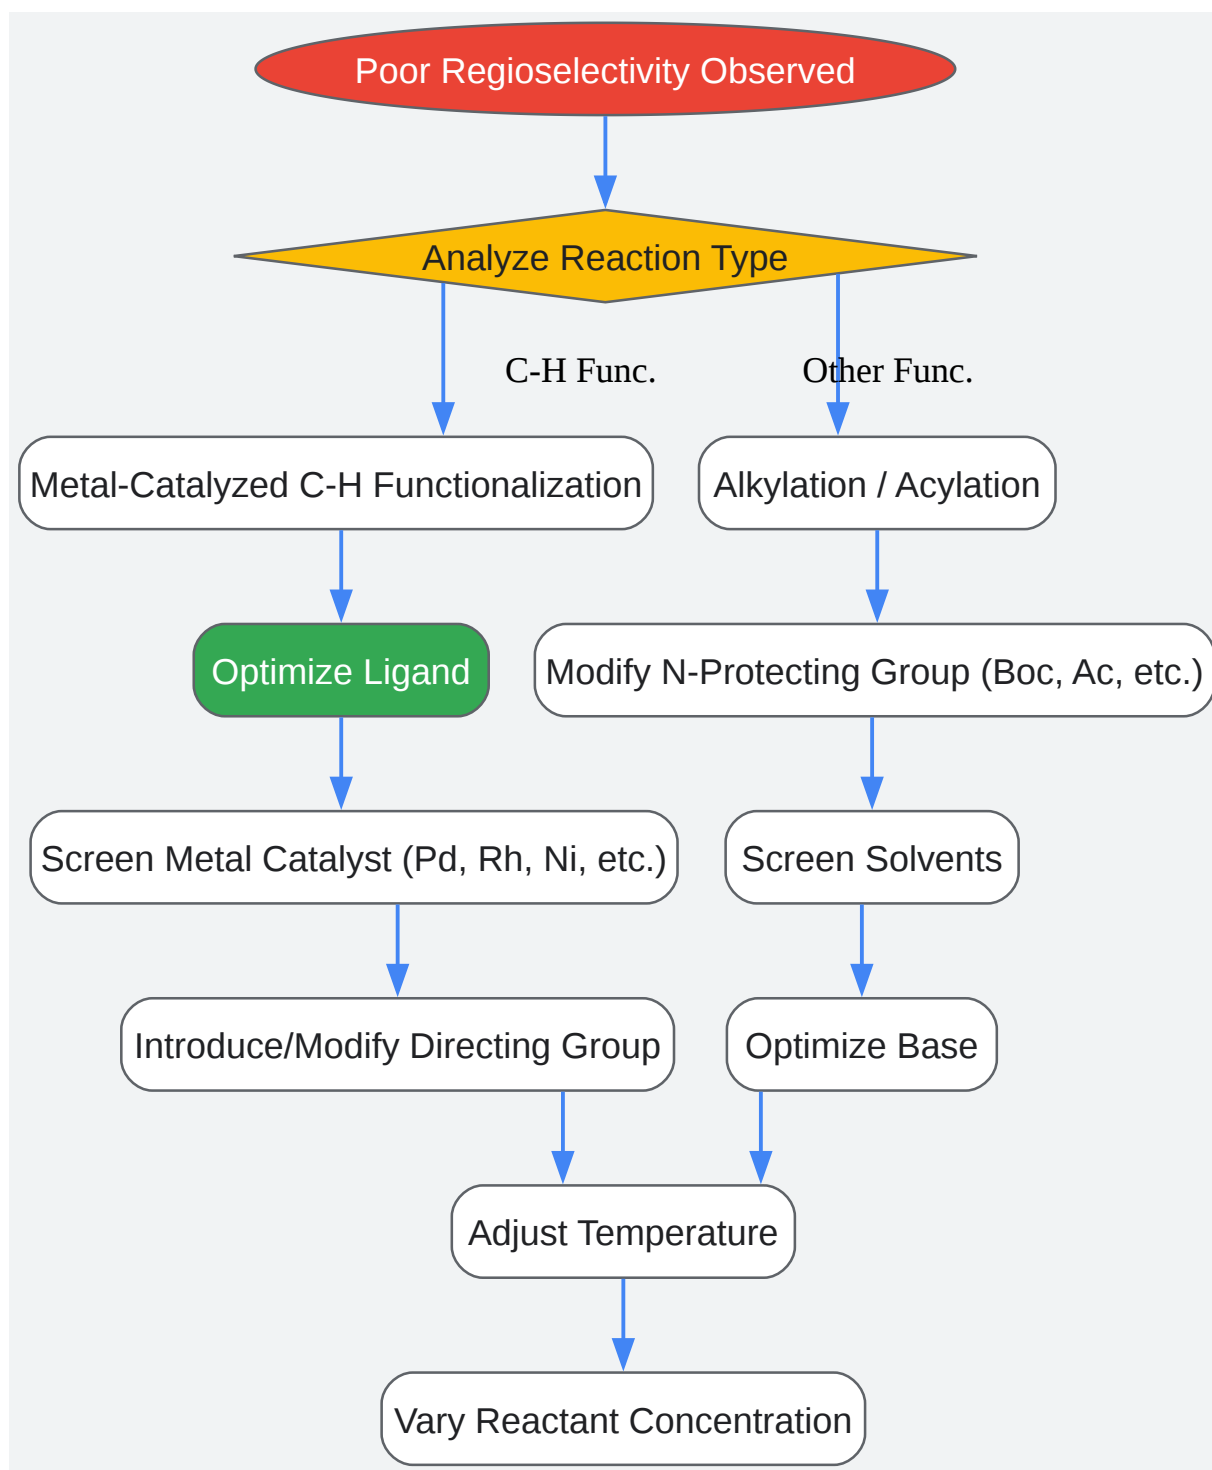 Poor Regioselectivity Observed
Analyze Reaction Type
C-H Func.
Other Func.
Metal-Catalyzed C-H Functionalization
Alkylation / Acylation
Optimize Ligand
Modify N-Protecting Group (Boc, Ac, etc.)
Screen Metal Catalyst (Pd, Rh, Ni, etc.)
Screen Solvents
Introduce/Modify Directing Group
Optimize Base
Adjust Temperature
Vary Reactant Concentration